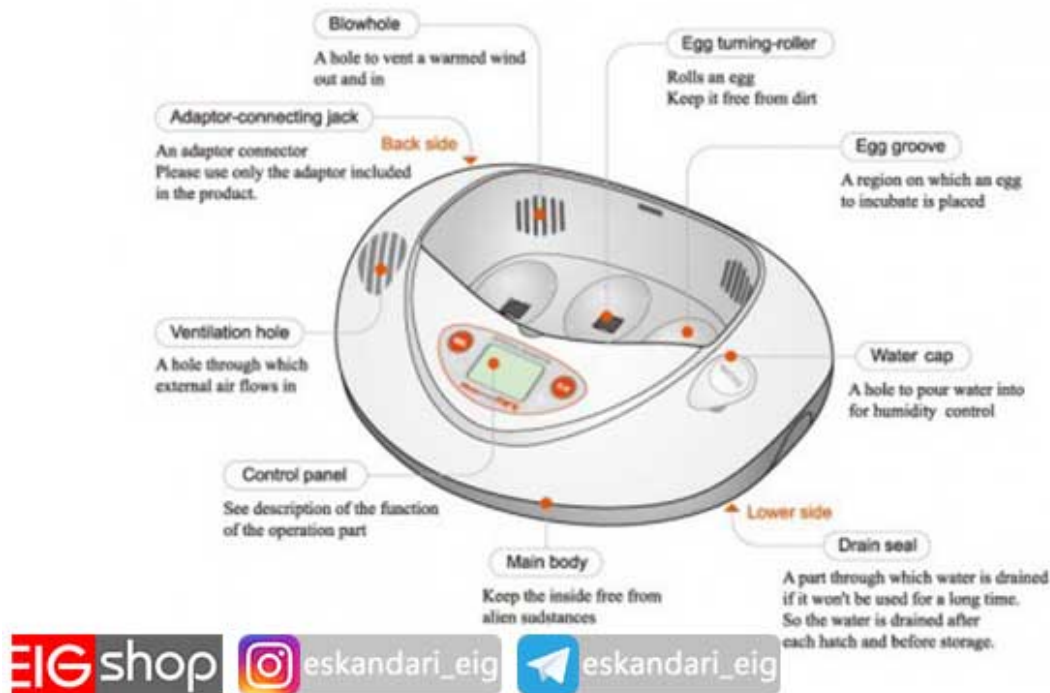 Blowhole
A hole to vent a warmed wind
out and in
Egg turning-roller
Rolls an egg
Keep it free from dirt
Adaptor-connecting jack
Back side
An adaptor connector
Please use only the adaptor included
in the product.
Egg groove
A region on which an egg
to incubate is placed
Ventilation hole
A hole through which
external air flows in
Water cap
A hole to pour water into
for humidity control
Control panel
See description of the function
of the operation part
Lower side
Main body
Keep the inside free from
alien sudstances
Drain seal
A part through which water is drained
if it won't be used for a long time.
So the water is drained after
each hatch and before storage.
EIG shop
eskandari_eig
eskandari_eig